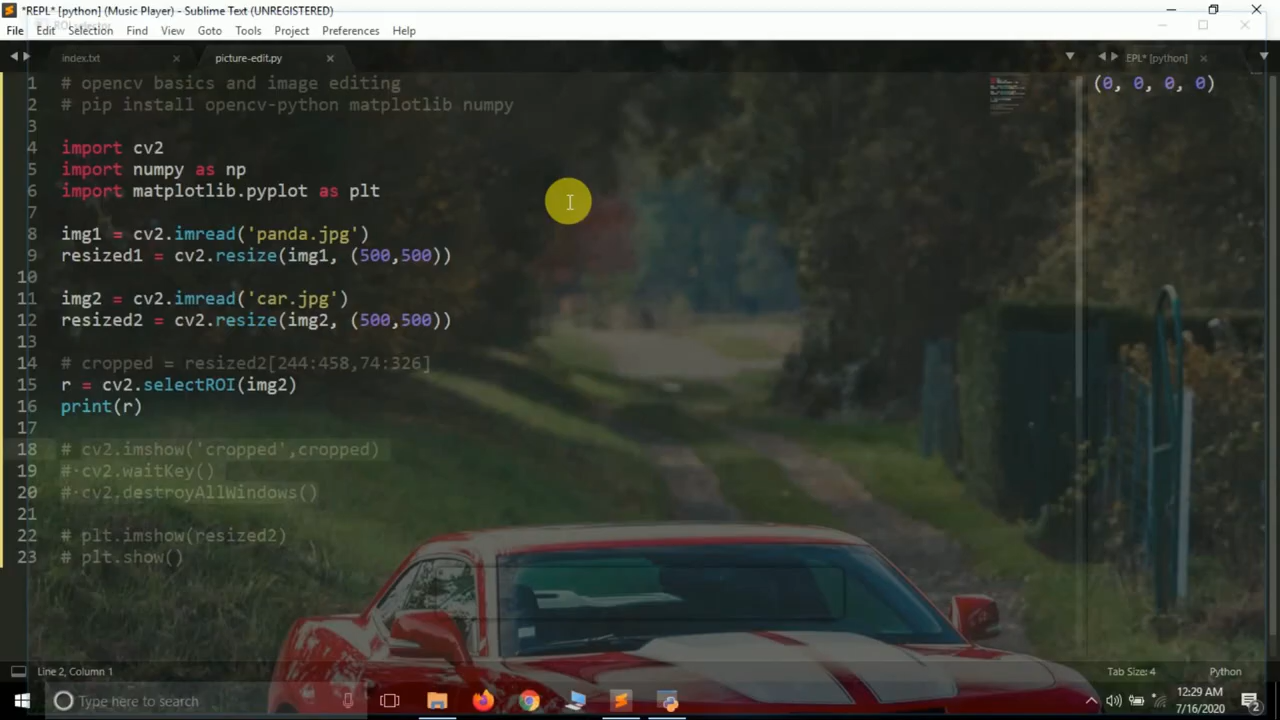 *REPL* [python] (Music Player) - Sublime Text (UNREGISTERED)
ROI selector
File Edit Selection Find View Goto Tools Project Preferences Help
index.txt picture-edit.py EPL* [python]
1 # opencv basics and image editing
2 # pip install opencv-python matplotlib numpy
3
4 import cv2
5 import numpy as np
6 import matplotlib.pyplot as plt
7
8 img1 = cv2.imread('panda.jpg')
9 resized1 = cv2.resize(img1, (500,500))
10
11 img2 = cv2.imread('car.jpg')
12 resized2 = cv2.resize(img2, (500,500))
13
14 # cropped = resized2[244:458,74:326]
15 r = cv2.selectROI(img2)
16 print(r)
17
18 # cv2.imshow('cropped',cropped)
19 # cv2.waitKey()
20 # cv2.destroyAllWindows()
21
22 # plt.imshow(resized2)
23 # plt.show()
(0, 0, 0, 0)
Line 2, Column 1 Tab Size: 4 Python
Type here to search
12:29 AM
7/16/2020
2